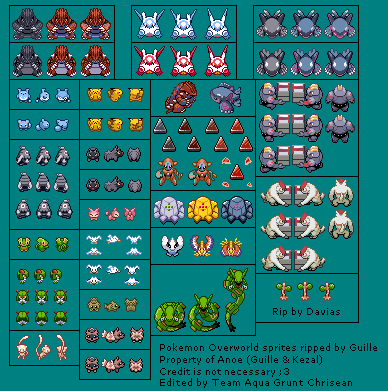 Rip by Davias
Pokemon Overworld sprites ripped by Guille
Property of Anoe (Guille & Kezal)
Credit is not necessary ;3
Edited by Team Aqua Grunt Chrisean